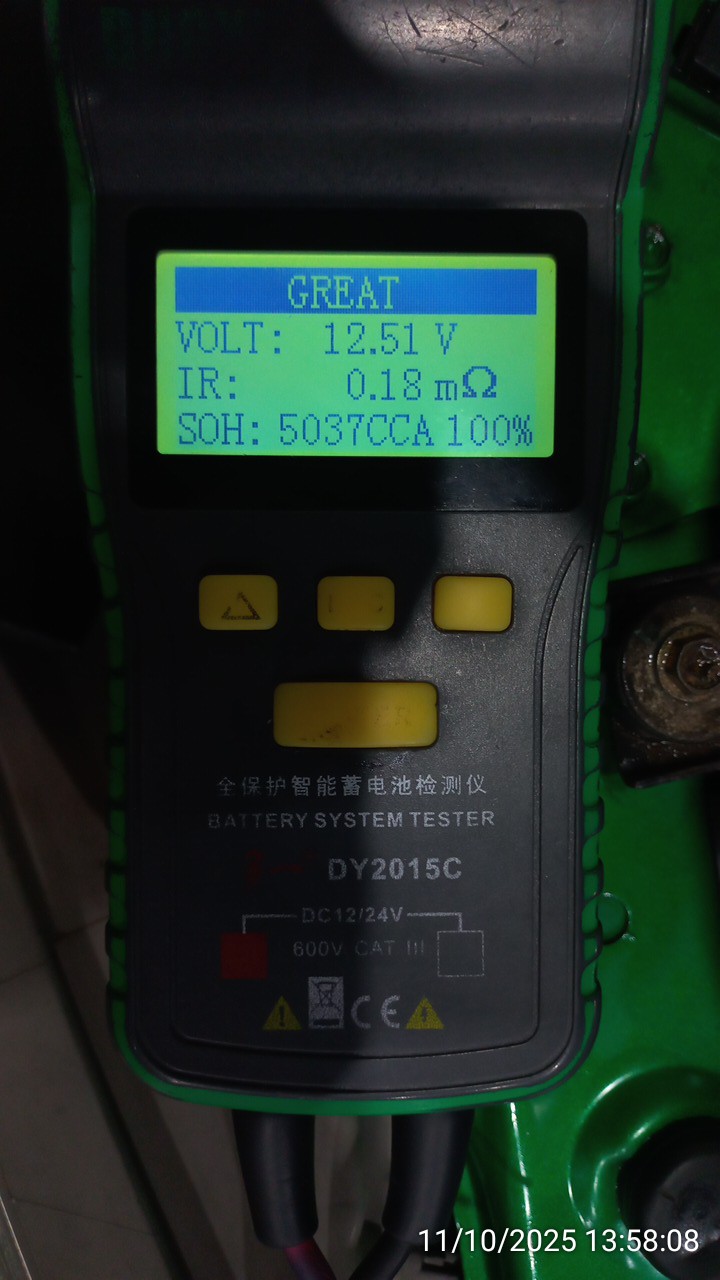 GREAT
VOLT: 12.51 V
IR: 0.18 mΩ
SOH: 5037CCA 100%
全保护智能蓄电池检测仪
BATTERY SYSTEM TESTER
DY2015C
DC12/24V
600V CAT III
CE
11/10/2025 13:58:08